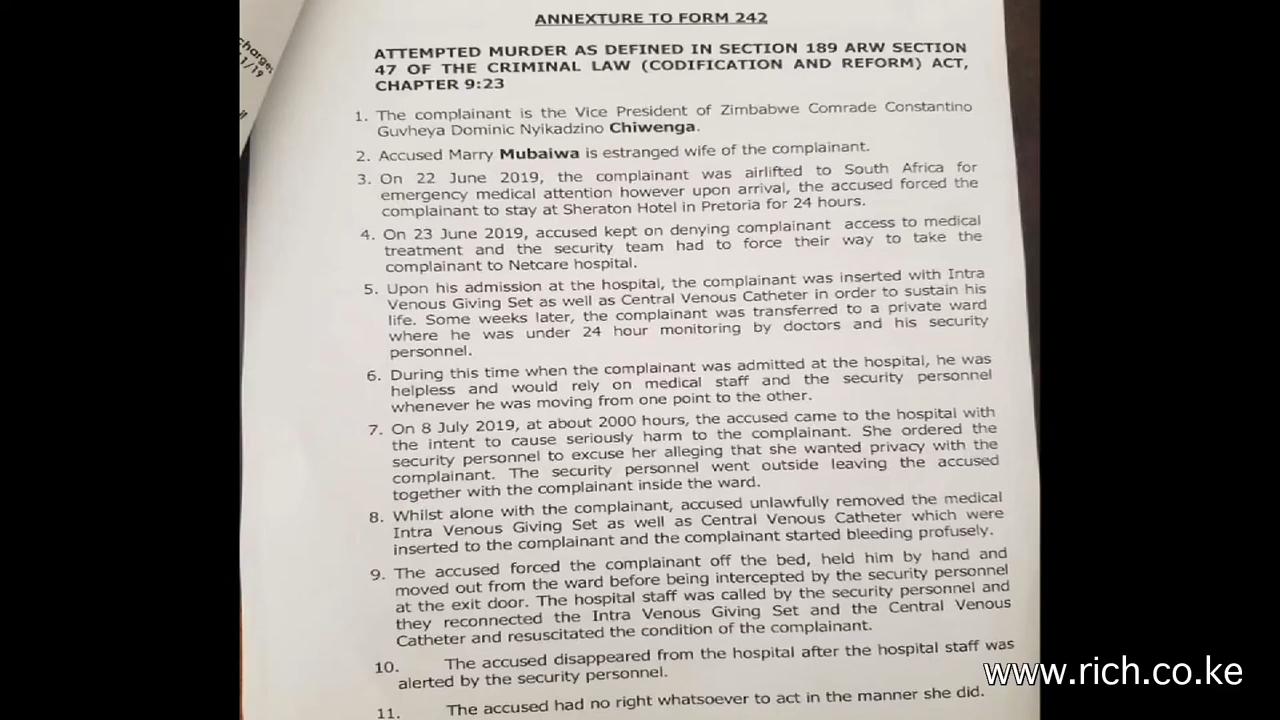 charge:
1/19
ANNEXTURE TO FORM 242
ATTEMPTED MURDER AS DEFINED IN SECTION 189 ARW SECTION
47 OF THE CRIMINAL LAW (CODIFICATION AND REFORM) ACT,
CHAPTER 9:23
1. The complainant is the Vice President of Zimbabwe Comrade Constantino
Guvheya Dominic Nyikadzino Chiwenga.
2. Accused Marry Mubaiwa is estranged wife of the complainant.
3. On 22 June 2019, the complainant was airlifted to South Africa for
emergency medical attention however upon arrival, the accused forced the
complainant to stay at Sheraton Hotel in Pretoria for 24 hours.
4. On 23 June 2019, accused kept on denying complainant access to medical
treatment and the security team had to force their way to take the
complainant to Netcare hospital.
5. Upon his admission at the hospital, the complainant was inserted with Intra
Venous Giving Set as well as Central Venous Catheter in order to sustain his
life. Some weeks later, the complainant was transferred to a private ward
where he was under 24 hour monitoring by doctors and his security
personnel.
6. During this time when the complainant was admitted at the hospital, he was
helpless and would rely on medical staff and the security personnel
whenever he was moving from one point to the other.
7. On 8 July 2019, at about 2000 hours, the accused came to the hospital with
the intent to cause seriously harm to the complainant. She ordered the
security personnel to excuse her alleging that she wanted privacy with the
complainant. The security personnel went outside leaving the accused
together with the complainant inside the ward.
8. Whilst alone with the complainant, accused unlawfully removed the medical
Intra Venous Giving Set as well as Central Venous Catheter which were
inserted to the complainant and the complainant started bleeding profusely.
9. The accused forced the complainant off the bed, held him by hand and
moved out from the ward before being intercepted by the security personnel
at the exit door. The hospital staff was called by the security personnel and
they reconnected the Intra Venous Giving Set and the Central Venous
Catheter and resuscitated the condition of the complainant.
10. The accused disappeared from the hospital after the hospital staff was
alerted by the security personnel.
11. The accused had no right whatsoever to act in the manner she did.
www.rich.co.ke